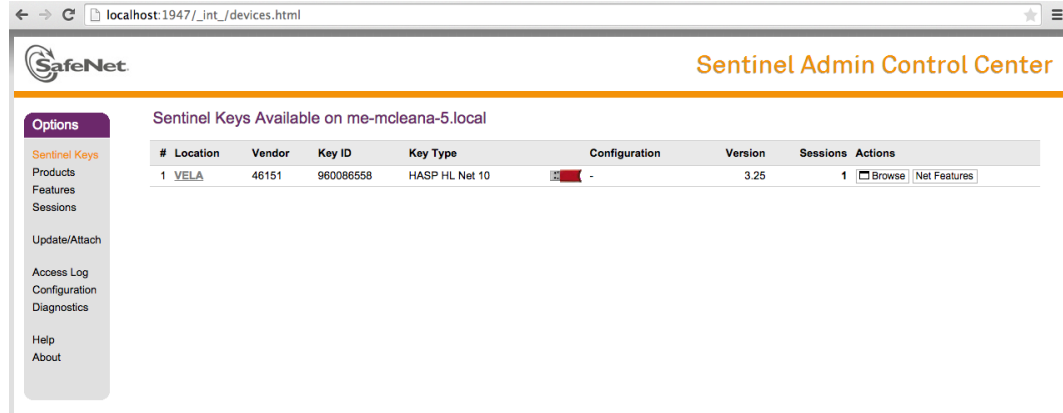 localhost:1947/_int_/devices.html
SafeNet.
Sentinel Admin Control Center
Options
Sentinel Keys
Products
Features
Sessions
Update/Attach
Access Log
Configuration
Diagnostics
Help
About
Sentinel Keys Available on me-mcleana-5.local
# Location Vendor Key ID Key Type Configuration Version Sessions Actions
1 VELA 46151 960086558 HASP HL Net 10 - 3.25 1 Browse Net Features